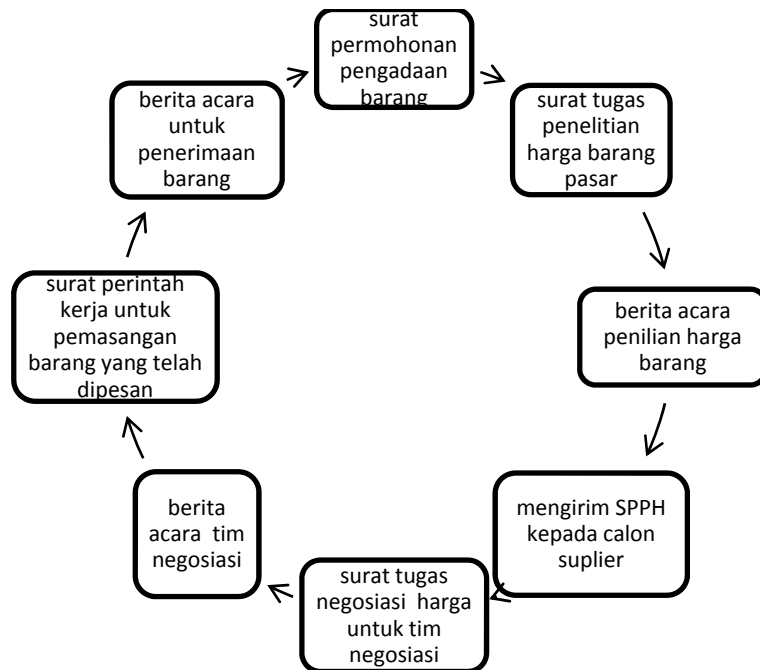 surat
permohonan
pengadaan
barang
surat tugas
penelitian
harga barang
pasar
berita acara
penilian harga
barang
mengirim SPPH
kepada calon
suplier
surat tugas
negosiasi harga
untuk tim
negosiasi
berita
acara tim
negosiasi
surat perintah
kerja untuk
pemasangan
barang yang telah
dipesan
berita acara
untuk
penerimaan
barang